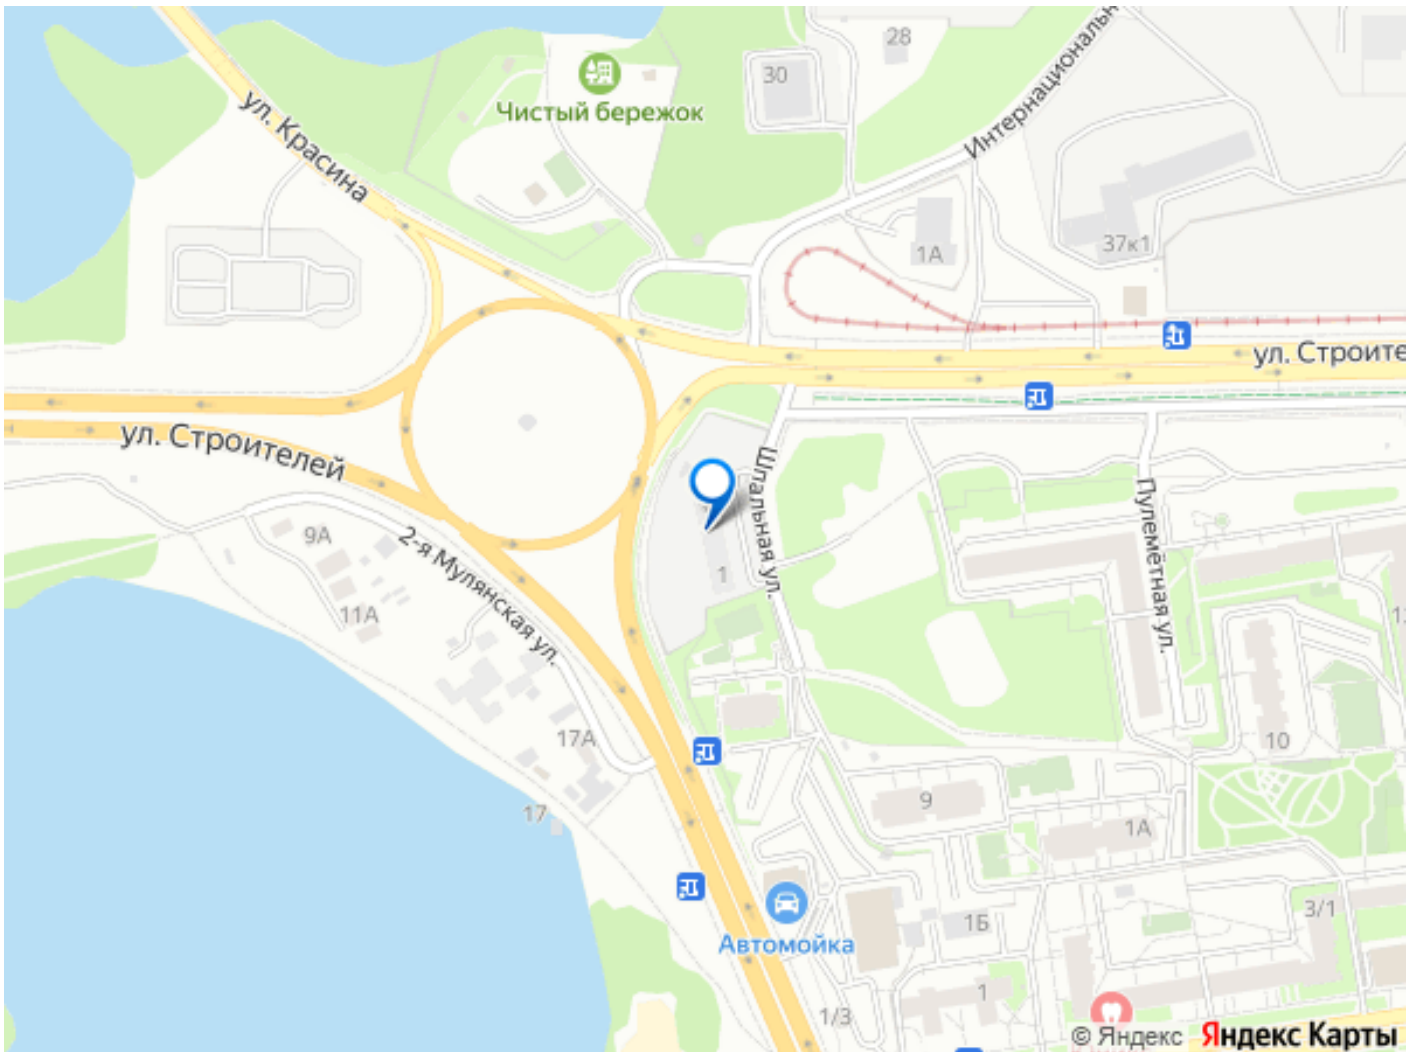 28
30
Интернациональн
ул. Красина
Чистый бережок
1А
37к1
ул. Строите
ул. Строителей
Шпальная ул.
Пулемётная ул.
9А
2-я Мулянская ул.
1
11А
17А
10
9
17
1А
3/1
Автомойка
1Б
1
1/3
© Яндекс Яндекс Карты